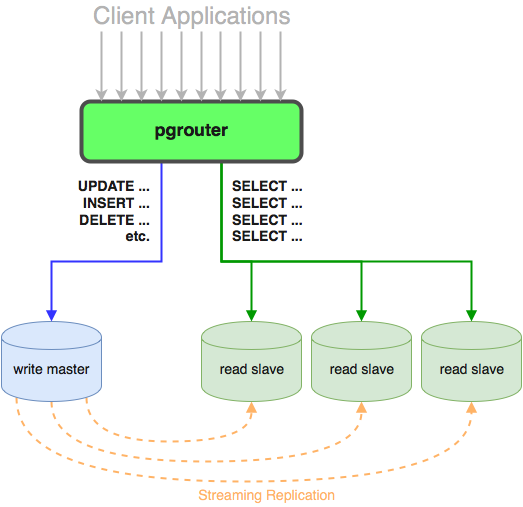 Client Applications
pgrouter
UPDATE ...
INSERT ...
DELETE ...
etc.
SELECT ...
SELECT ...
SELECT ...
SELECT ...
write master
read slave
read slave
read slave
Streaming Replication